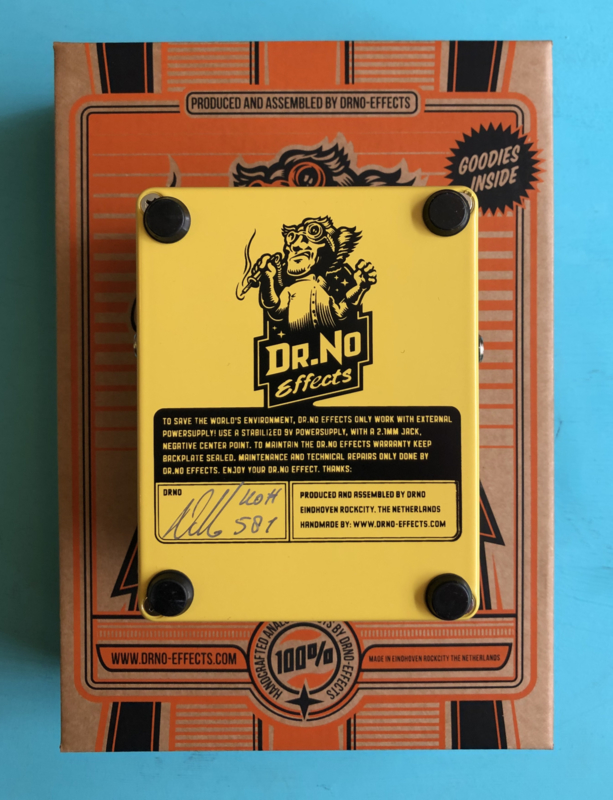 PRODUCED AND ASSEMBLED BY DRNO-EFFECTS
GOODIES
INSIDE
DR.NO
Effects
TO SAVE THE WORLD'S ENVIRONMENT, DR.NO EFFECTS ONLY WORK WITH EXTERNAL
POWERSUPPLY! USE A STABILIZED 9V POWERSUPPLY, WITH A 2.1MM JACK,
NEGATIVE CENTER POINT. TO MAINTAIN THE DR.NO EFFECTS WARRANTY KEEP
BACKPLATE SEALED. MAINTENANCE AND TECHNICAL REPAIRS ONLY DONE BY
DR.NO EFFECTS. ENJOY YOUR DR.NO EFFECT. THANKS:
DRNO
581
PRODUCED AND ASSEMBLED BY DRNO
EINDHOVEN ROCKCITY, THE NETHERLANDS
HANDMADE BY: WWW.DRNO-EFFECTS.COM
WWW.DRNO-EFFECTS.COM
HANDCRAFTED BY DRNO-EFFECTS
100%
MADE IN EINDHOVEN ROCKCITY THE NETHERLANDS